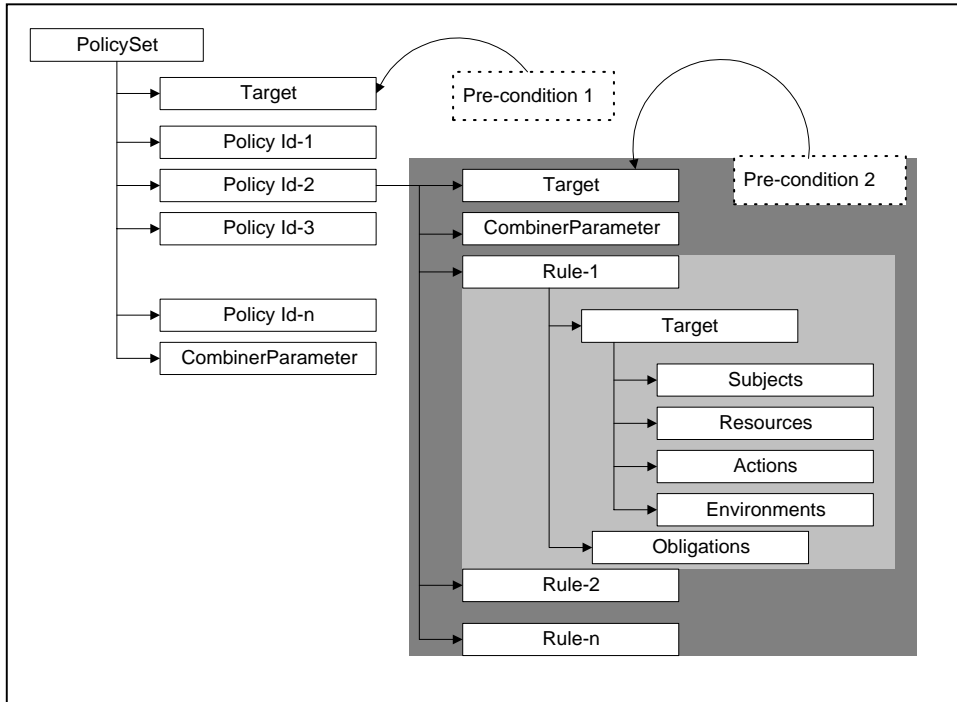 PolicySet
Target
Pre-condition 1
Policy Id-1
Policy Id-2
Target
Pre-condition 2
Policy Id-3
CombinerParameter
Rule-1
Policy Id-n
Target
CombinerParameter
Subjects
Resources
Actions
Environments
Obligations
Rule-2
Rule-n